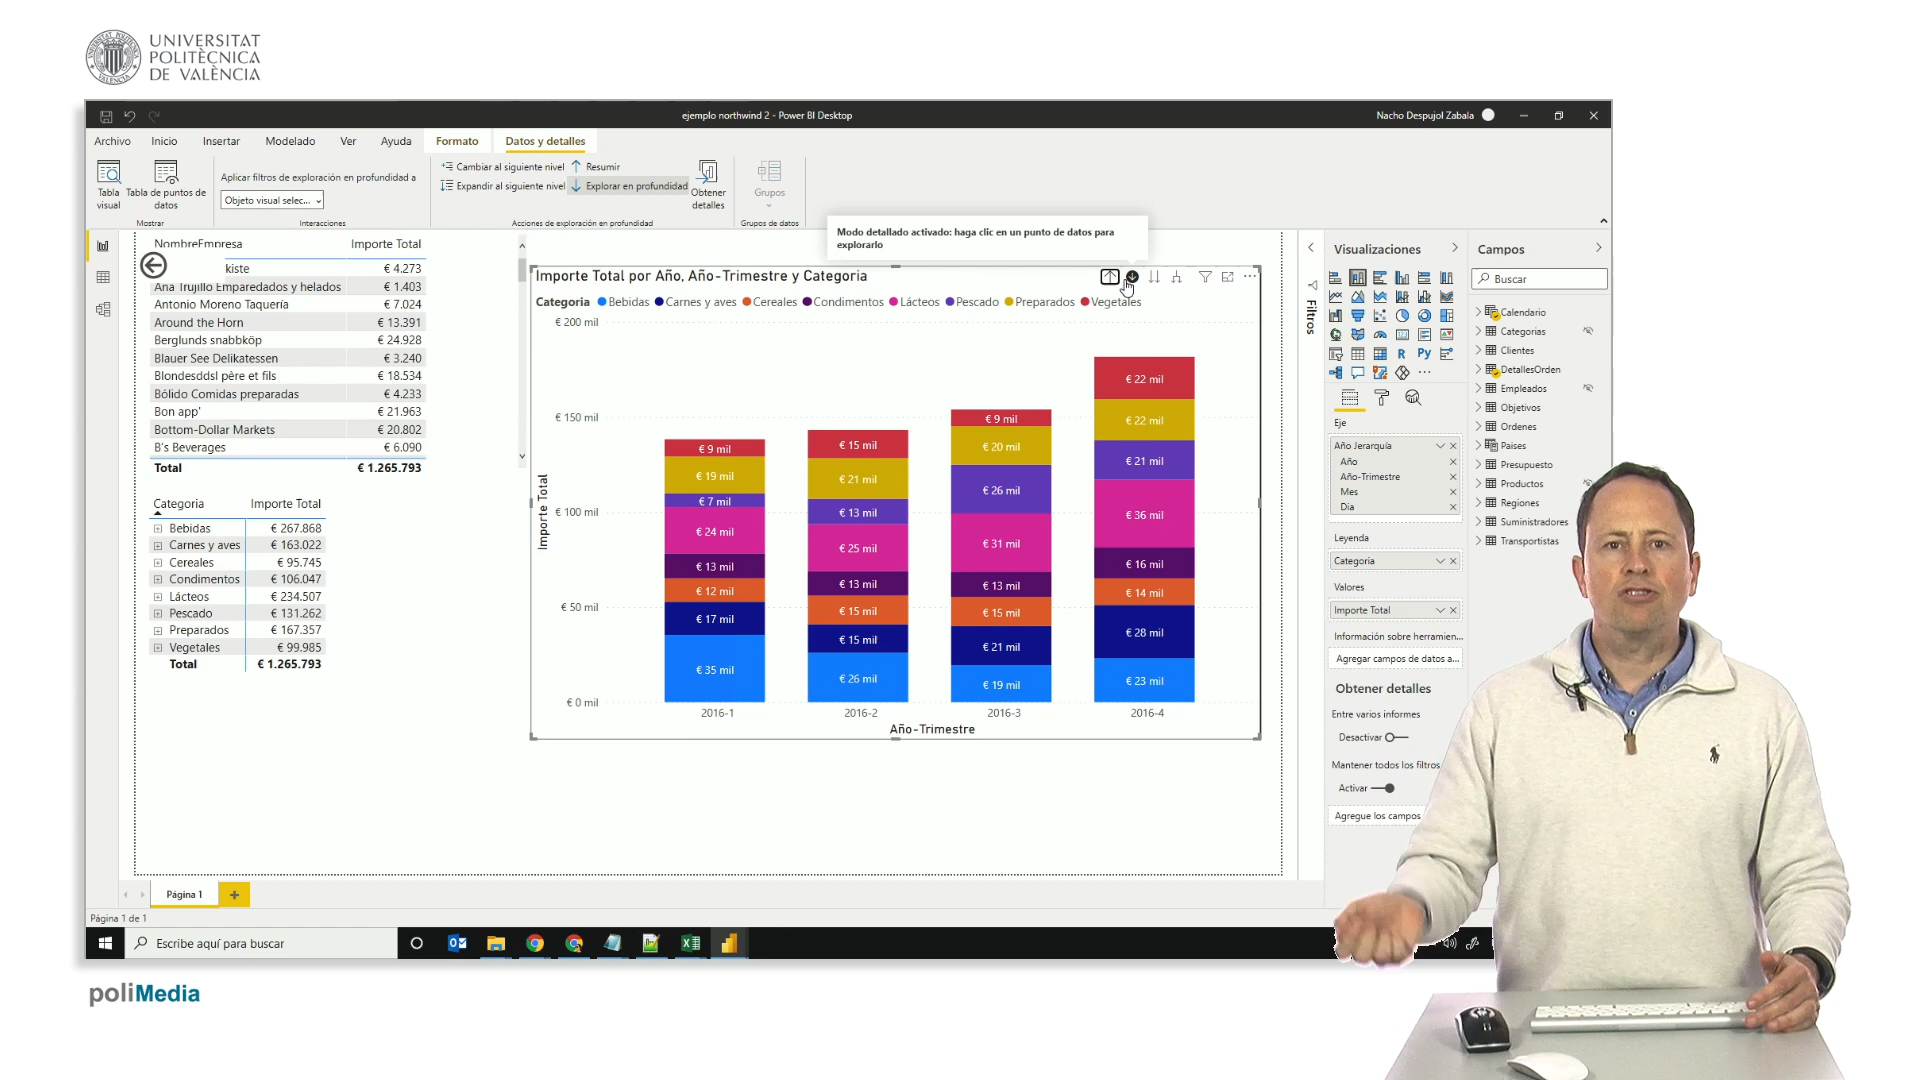 UNIVERSITAT
POLITÈCNICA
DE VALÈNCIA
ejemplo northwind 2 - Power BI Desktop
Nacho Despujol Zabala
Archivo Inicio Insertar Modelado Ver Ayuda Formato Datos y detalles
Tabla visual
Tabla de puntos de datos
Mostrar
Aplicar filtros de exploración en profundidad a
Objeto visual selec...
Interacciones
Cambiar al siguiente nivel
Resumir
Expandir al siguiente nivel
Explorar en profundidad
Acciones de exploración en profundidad
Obtener detalles
Grupos
Grupos de datos
Modo detallado activado: haga clic en un punto de datos para
explorarlo
NombreEmpresa Importe Total
kiste € 4.273
Ana Trujillo Emparedados y helados € 1.403
Antonio Moreno Taquería € 7.024
Around the Horn € 13.391
Berglunds snabbköp € 24.928
Blauer See Delikatessen € 3.240
Blondesddsl père et fils € 18.534
Bólido Comidas preparadas € 4.233
Bon app' € 21.963
Bottom-Dollar Markets € 20.802
B's Beverages € 6.090
Total € 1.265.793
Categoria Importe Total
Bebidas € 267.868
Carnes y aves € 163.022
Cereales € 95.745
Condimentos € 106.047
Lácteos € 234.507
Pescado € 131.262
Preparados € 167.357
Vegetales € 99.985
Total € 1.265.793
Importe Total por Año, Año-Trimestre y Categoria
Categoria Bebidas Carnes y aves Cereales Condimentos Lácteos Pescado Preparados Vegetales
Importe Total
€ 200 mil
€ 150 mil
€ 100 mil
€ 50 mil
€ 0 mil
€ 9 mil
€ 19 mil
€ 7 mil
€ 24 mil
€ 13 mil
€ 12 mil
€ 17 mil
€ 35 mil
€ 15 mil
€ 21 mil
€ 13 mil
€ 25 mil
€ 13 mil
€ 15 mil
€ 15 mil
€ 26 mil
€ 9 mil
€ 20 mil
€ 26 mil
€ 31 mil
€ 13 mil
€ 15 mil
€ 21 mil
€ 19 mil
€ 22 mil
€ 22 mil
€ 21 mil
€ 36 mil
€ 16 mil
€ 14 mil
€ 28 mil
€ 23 mil
2016-1 2016-2 2016-3 2016-4
Año-Trimestre
Filtros
Visualizaciones
R Py
Eje
Año Jerarquía
Año
Año-Trimestre
Mes
Dia
Leyenda
Categoria
Valores
Importe Total
Información sobre herramien...
Agregar campos de datos a...
Obtener detalles
Entre varios informes
Desactivar
Mantener todos los filtros
Activar
Agregue los campos
Campos
Buscar
Calendario
Categorias
Clientes
DetallesOrden
Empleados
Objetivos
Ordenes
Paises
Presupuesto
Productos
Regiones
Suministradores
Transportistas
Página 1
Página 1 de 1
Escribe aquí para buscar
poliMedia